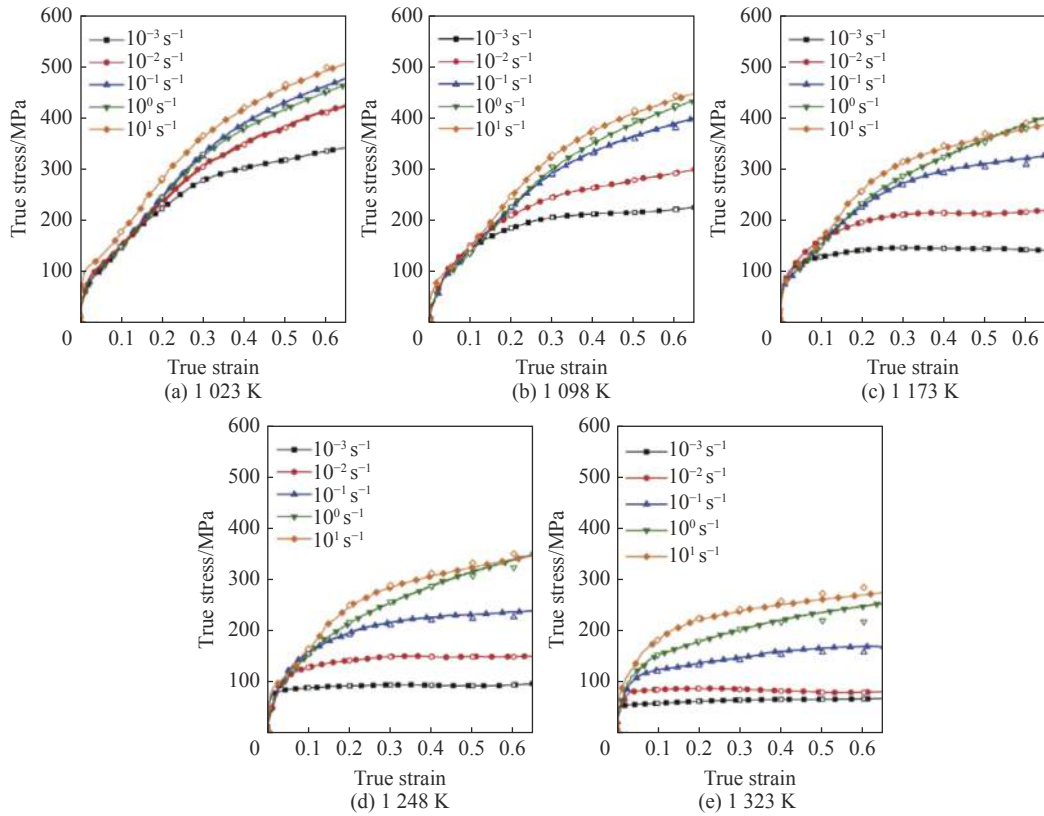 600
500
400
300
200
100
0
0.1 0.2 0.3 0.4 0.5 0.6
True stress/MPa
True strain
10⁻³ s⁻¹
10⁻² s⁻¹
10⁻¹ s⁻¹
10⁰ s⁻¹
10¹ s⁻¹
(a) 1 023 K
600
500
400
300
200
100
0
0.1 0.2 0.3 0.4 0.5 0.6
True stress/MPa
True strain
10⁻³ s⁻¹
10⁻² s⁻¹
10⁻¹ s⁻¹
10⁰ s⁻¹
10¹ s⁻¹
(b) 1 098 K
600
500
400
300
200
100
0
0.1 0.2 0.3 0.4 0.5 0.6
True stress/MPa
True strain
10⁻³ s⁻¹
10⁻² s⁻¹
10⁻¹ s⁻¹
10⁰ s⁻¹
10¹ s⁻¹
(c) 1 173 K
600
500
400
300
200
100
0
0.1 0.2 0.3 0.4 0.5 0.6
True stress/MPa
True strain
10⁻³ s⁻¹
10⁻² s⁻¹
10⁻¹ s⁻¹
10⁰ s⁻¹
10¹ s⁻¹
(d) 1 248 K
600
500
400
300
200
100
0
0.1 0.2 0.3 0.4 0.5 0.6
True stress/MPa
True strain
10⁻³ s⁻¹
10⁻² s⁻¹
10⁻¹ s⁻¹
10⁰ s⁻¹
10¹ s⁻¹
(e) 1 323 K